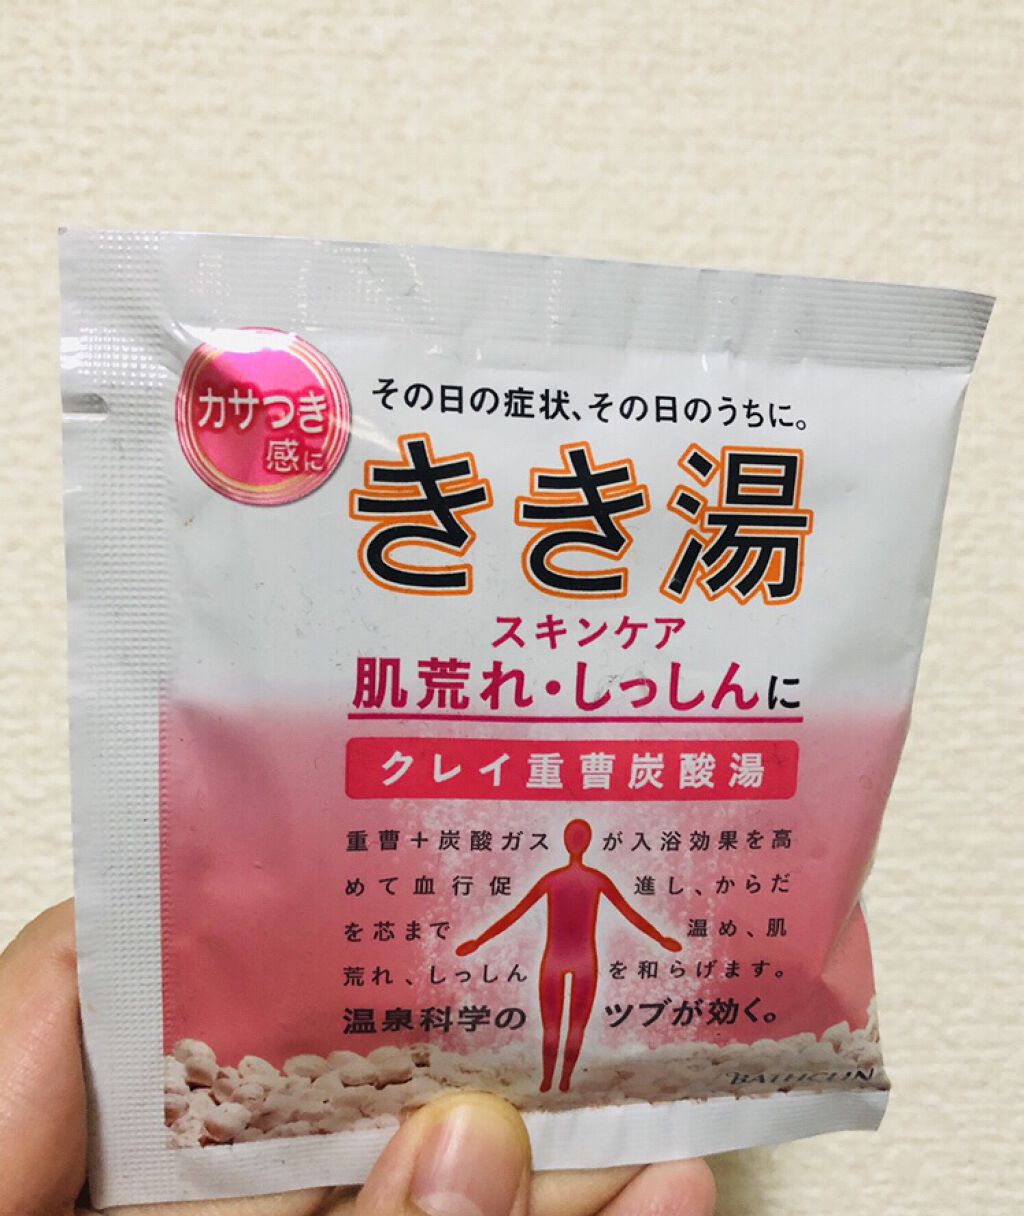 カサつき
感に
その日の症状、その日のうちに。
きき湯
スキンケア
肌荒れ・しっしんに
クレイ重曹炭酸湯
重曹＋炭酸ガスが入浴効果を高
めて血行促進し、からだ
を芯まで温め、肌
荒れ、しっしんを和らげます。
温泉科学のツブが効く。
BATHCLIN